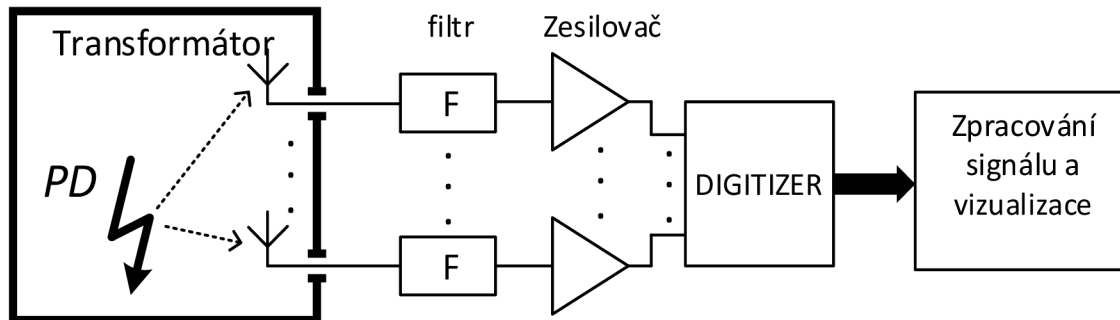 Transformátor
filtr
Zesilovač
F
PD
DIGITIZER
Zpracování
signálu a
vizualizace
F